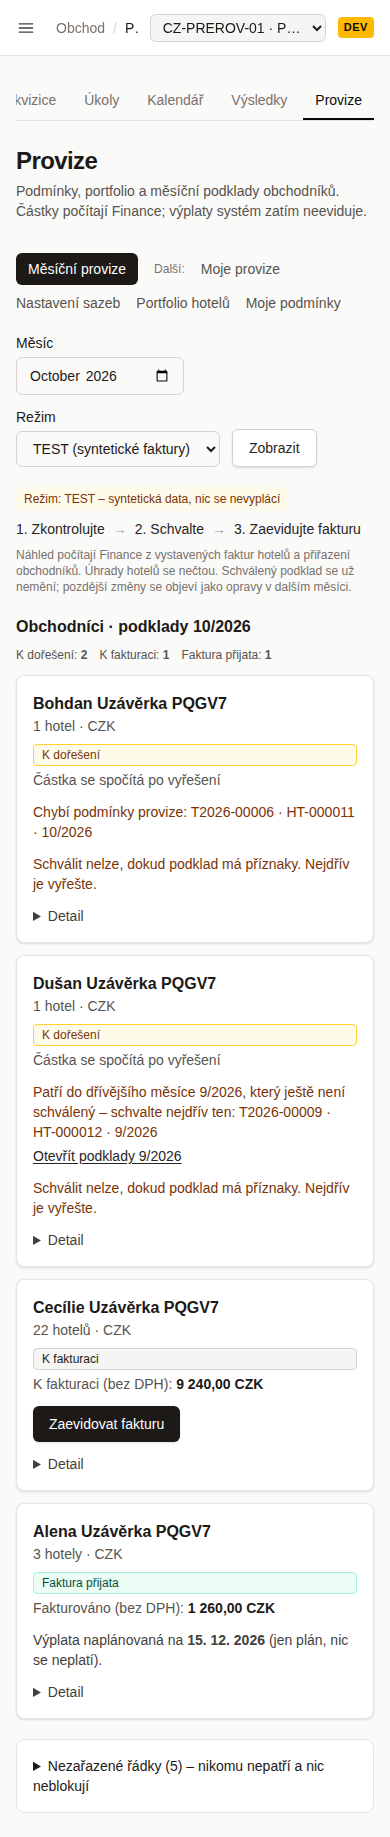 Obchod / P.
CZ-PREROV-01 · P…
DEV
kvizice Úkoly Kalendář Výsledky Provize
Provize
Podmínky, portfolio a měsíční podklady obchodníků.
Částky počítají Finance; výplaty systém zatím neeviduje.
Měsíční provize Další: Moje provize
Nastavení sazeb Portfolio hotelů Moje podmínky
Měsíc
October 2026
Režim
TEST (syntetické faktury) Zobrazit
Režim: TEST – syntetická data, nic se nevyplácí
1. Zkontrolujte → 2. Schvalte → 3. Zaevidujte fakturu
Náhled počítají Finance z vystavených faktur hotelů a přiřazení
obchodníků. Úhrady hotelů se nečtou. Schválený podklad se už
nemění; pozdější změny se objeví jako opravy v dalším měsíci.
Obchodníci · podklady 10/2026
K dořešení: 2 K fakturaci: 1 Faktura přijata: 1
Bohdan Uzávěrka PQGV7
1 hotel · CZK
K dořešení
Částka se spočítá po vyřešení
Chybí podmínky provize: T2026-00006 · HT-000011
· 10/2026
Schválit nelze, dokud podklad má příznaky. Nejdřív
je vyřešte.
▶ Detail
Dušan Uzávěrka PQGV7
1 hotel · CZK
K dořešení
Částka se spočítá po vyřešení
Patří do dřívějšího měsíce 9/2026, který ještě není
schválený – schvalte nejdřív ten: T2026-00009 ·
HT-000012 · 9/2026
Otevřít podklady 9/2026
Schválit nelze, dokud podklad má příznaky. Nejdřív
je vyřešte.
▶ Detail
Cecílie Uzávěrka PQGV7
22 hotelů · CZK
K fakturaci
K fakturaci (bez DPH): 9 240,00 CZK
Zaevidovat fakturu
▶ Detail
Alena Uzávěrka PQGV7
3 hotely · CZK
Faktura přijata
Fakturováno (bez DPH): 1 260,00 CZK
Výplata naplánovaná na 15. 12. 2026 (jen plán, nic
se neplatí).
▶ Detail
▶ Nezařazené řádky (5) – nikomu nepatří a nic
neblokují